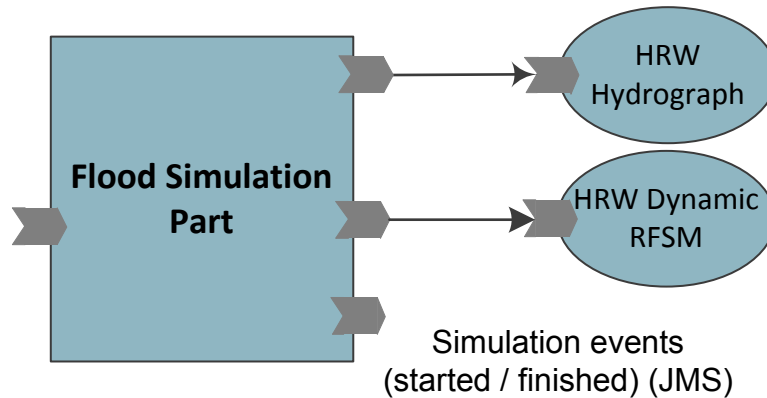 HRW
Hydrograph
Flood Simulation
Part
HRW Dynamic
RFSM
Simulation events
(started / finished) (JMS)